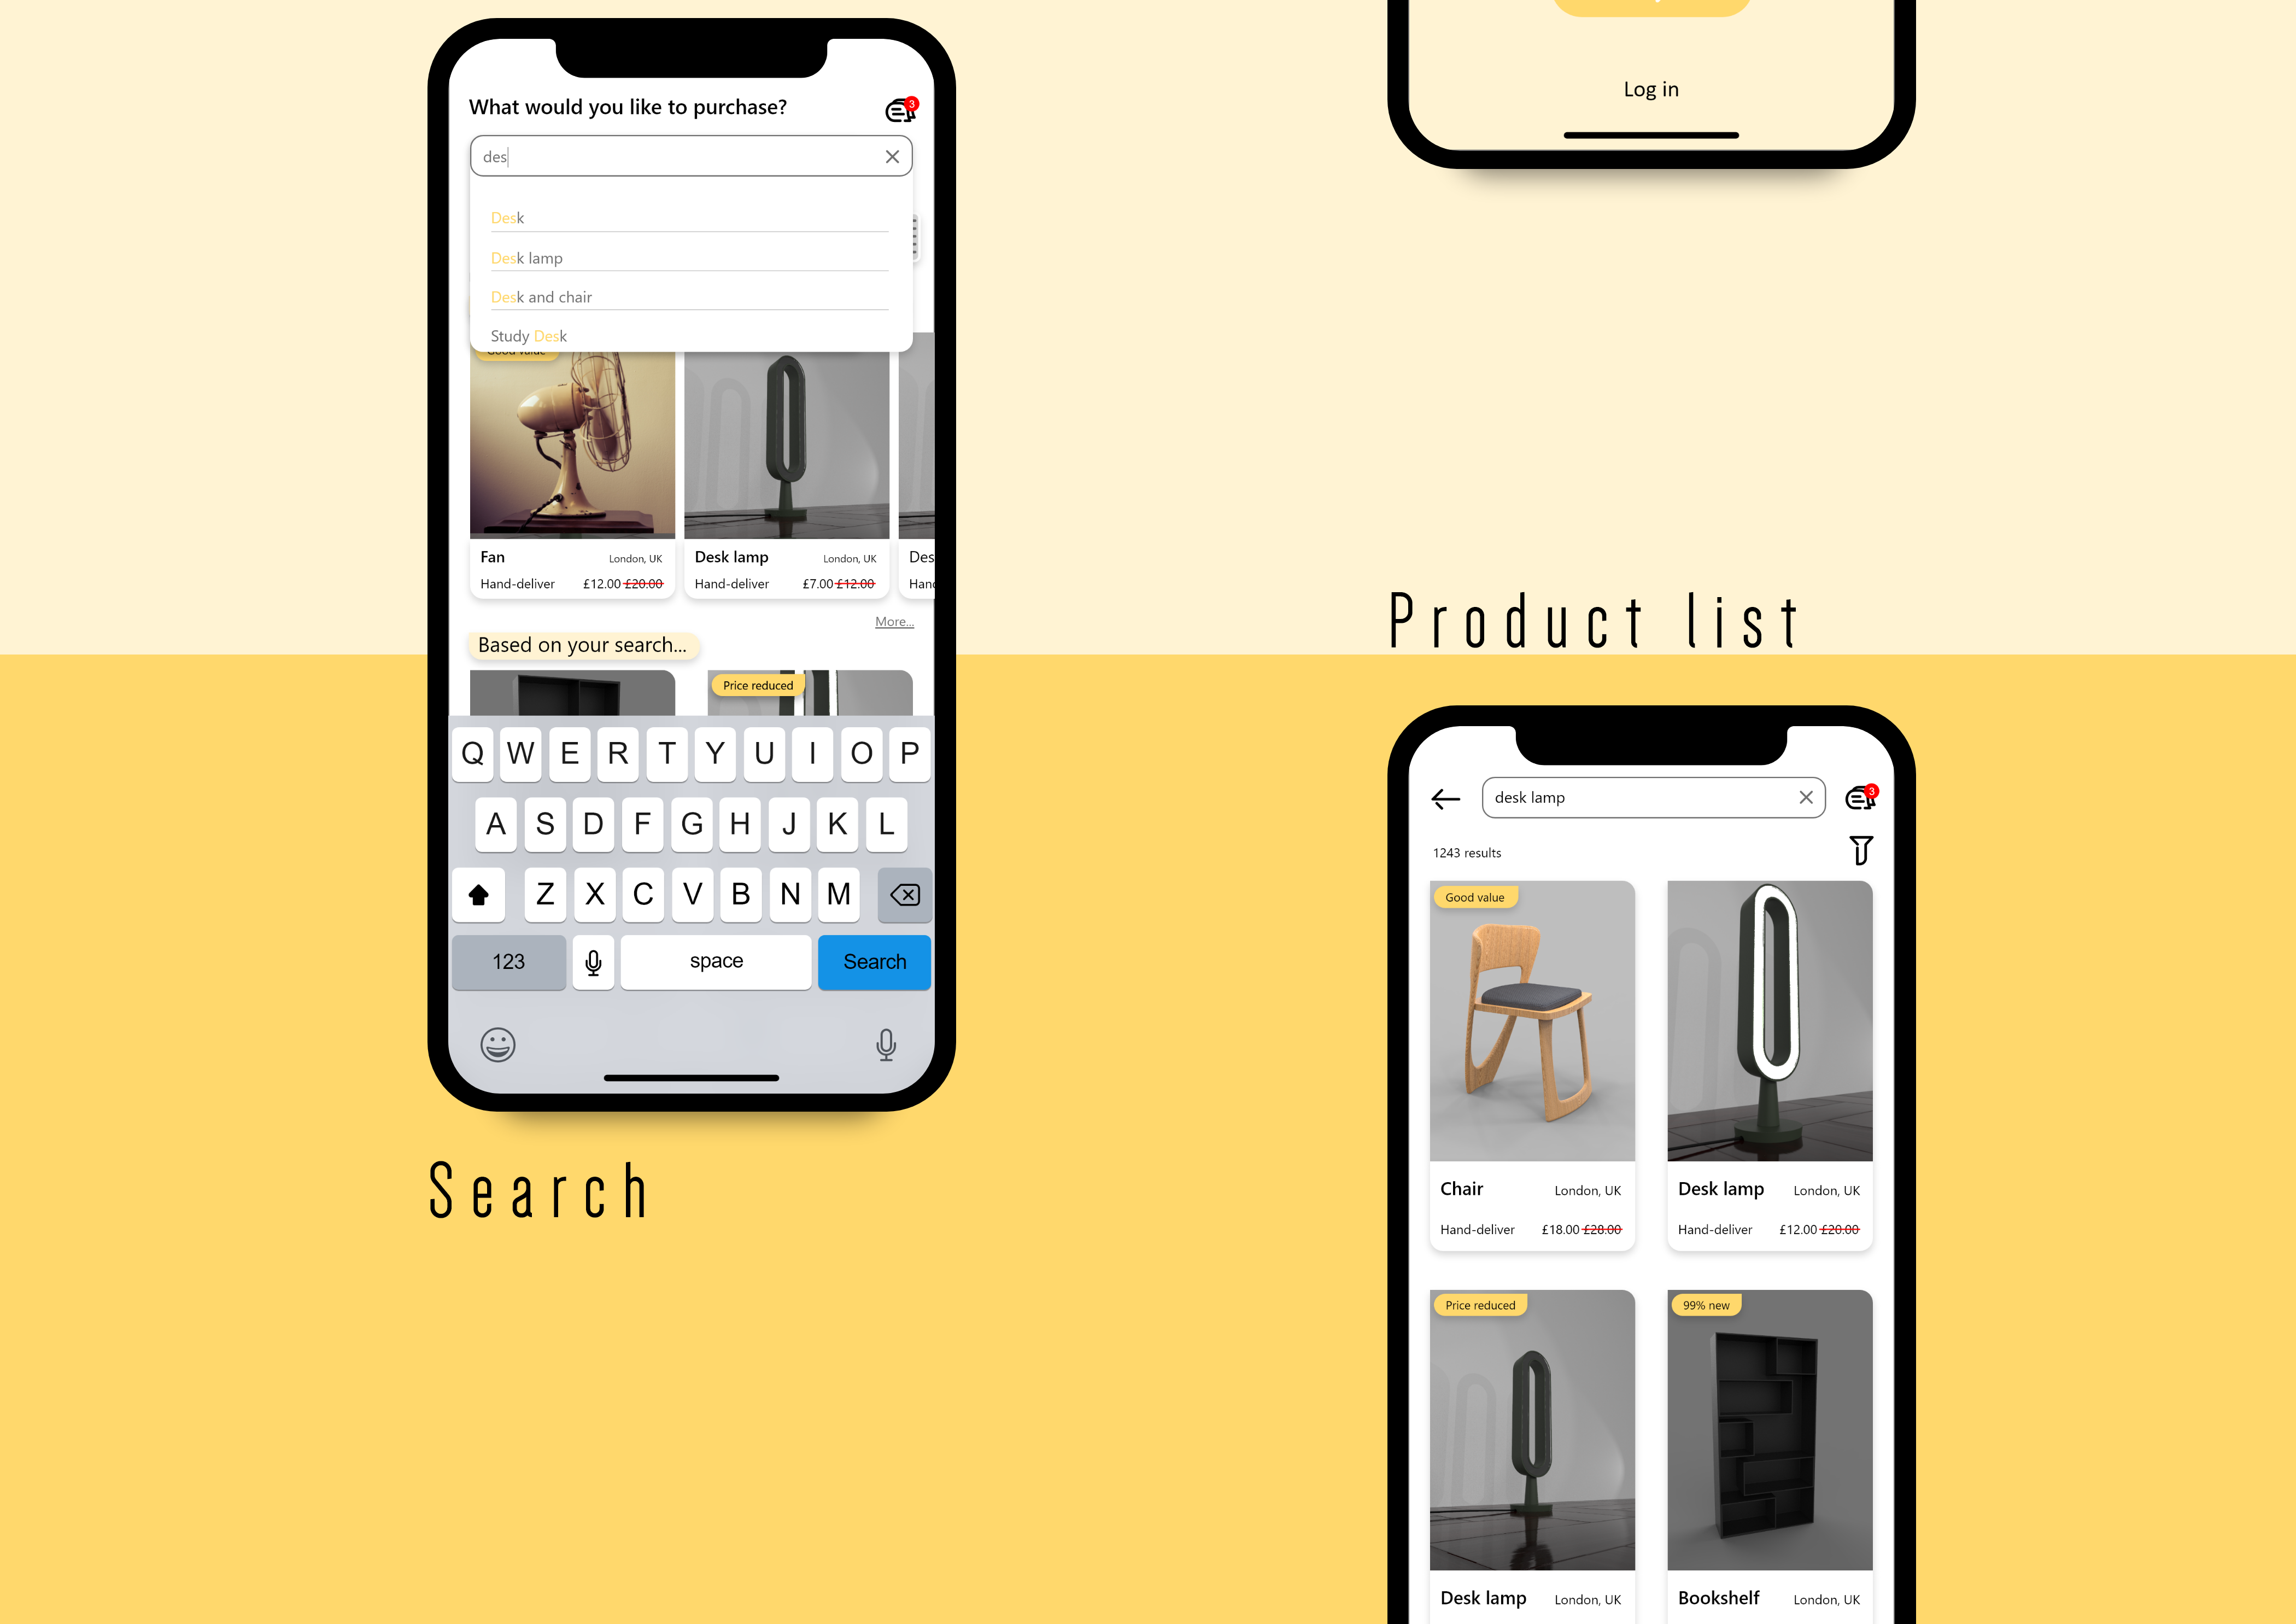 What would you like to purchase?
3
des
Desk
Desk lamp
Desk and chair
Study Desk
Good value
Fan
London, UK
Hand-deliver
£12.00 £20.00
Desk lamp
London, UK
Hand-deliver
£7.00 £12.00
Des
Hand
More...
Based on your search...
Price reduced
Q W E R T Y U I O P
A S D F G H J K L
Z X C V B N M
123
space
Search
Search
Log in
Product list
desk lamp
3
1243 results
Good value
Chair
London, UK
Hand-deliver
£18.00 £28.00
Desk lamp
London, UK
Hand-deliver
£12.00 £20.00
Price reduced
99% new
Desk lamp
London, UK
Bookshelf
London, UK